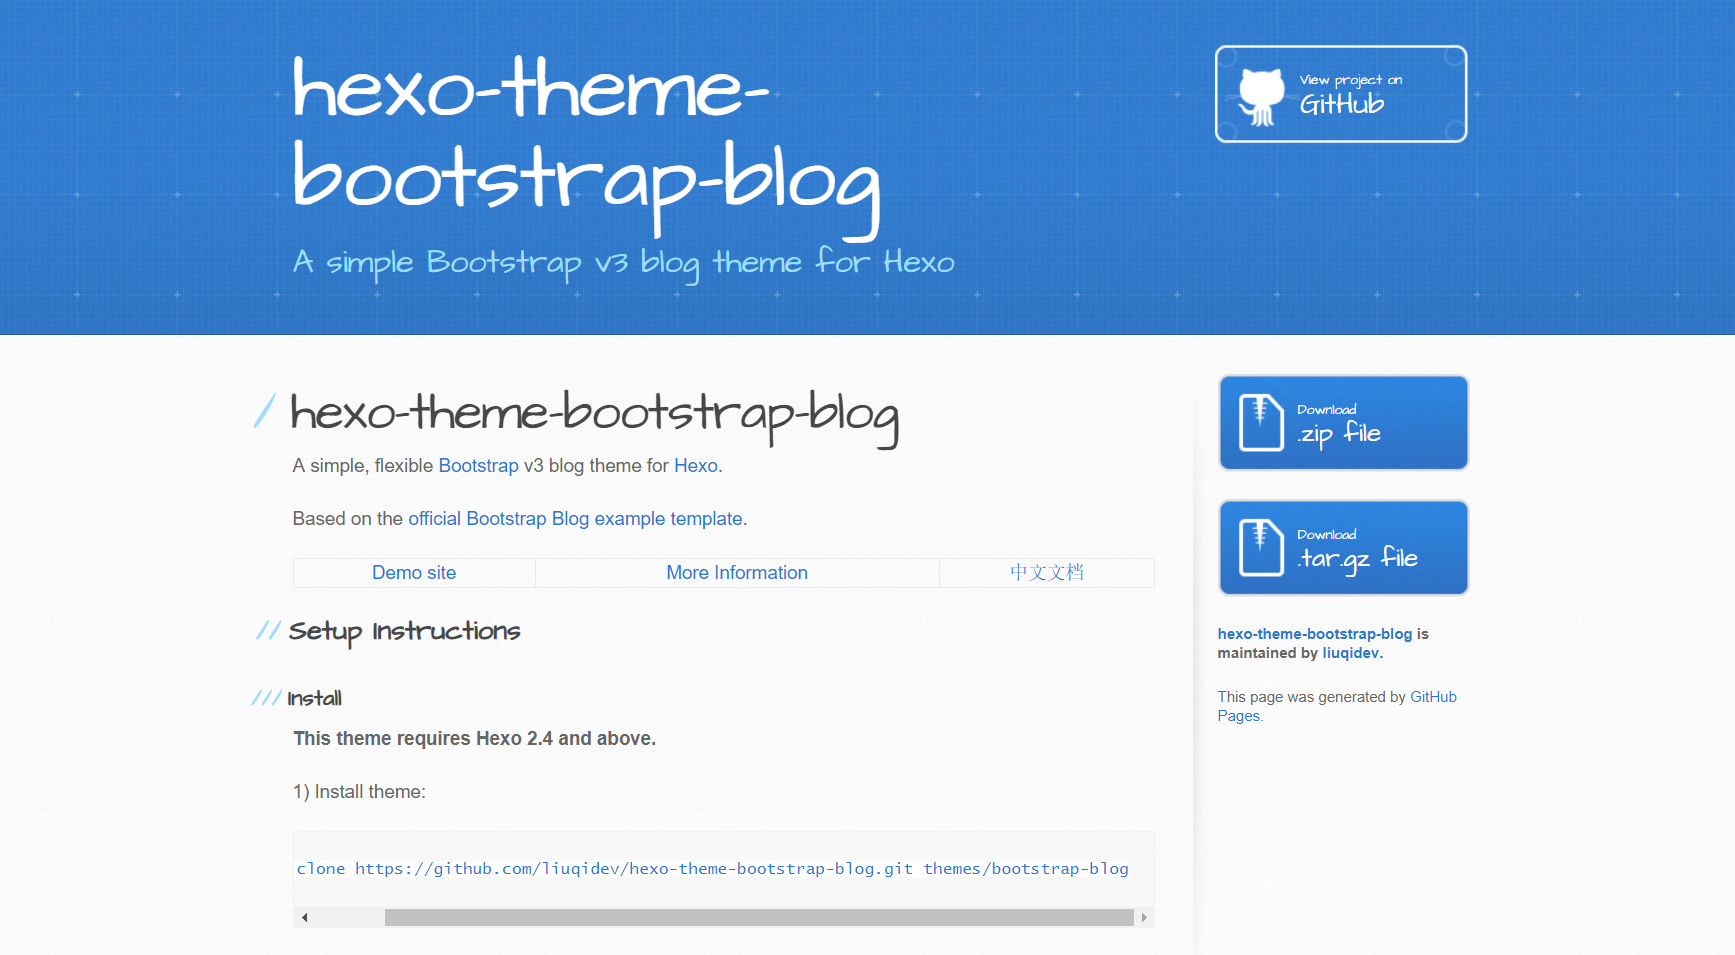 hexo-theme-
bootstrap-blog
A simple Bootstrap v3 blog theme for Hexo
View project on
GitHub
hexo-theme-bootstrap-blog
A simple, flexible Bootstrap v3 blog theme for Hexo.
Based on the official Bootstrap Blog example template.
Demo site More Information 中文文档
Setup Instructions
Install
This theme requires Hexo 2.4 and above.
1) Install theme:
clone https://github.com/liuqidev/hexo-theme-bootstrap-blog.git themes/bootstrap-blog
Download
.zip file
Download
.tar.gz file
hexo-theme-bootstrap-blog is
maintained by liuqidev.
This page was generated by GitHub
Pages.